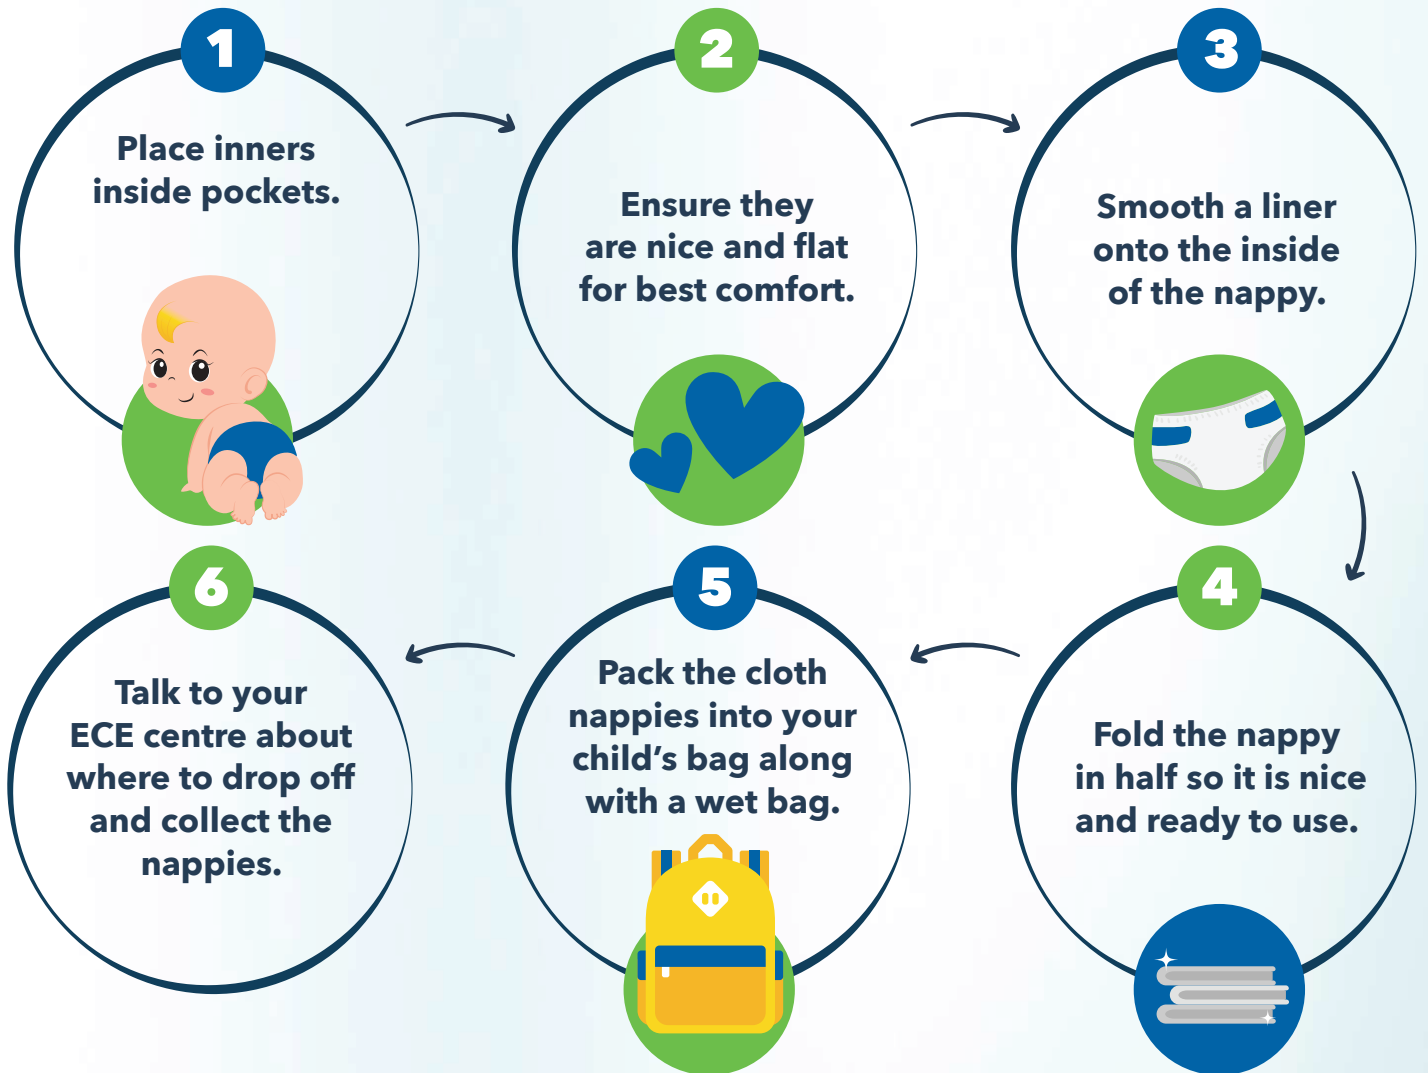 1
Place inners
inside pockets.
2
Ensure they
are nice and flat
for best comfort.
3
Smooth a liner
onto the inside
of the nappy.
4
Fold the nappy
in half so it is nice
and ready to use.
5
Pack the cloth
nappies into your
child’s bag along
with a wet bag.
6
Talk to your
ECE centre about
where to drop off
and collect the
nappies.